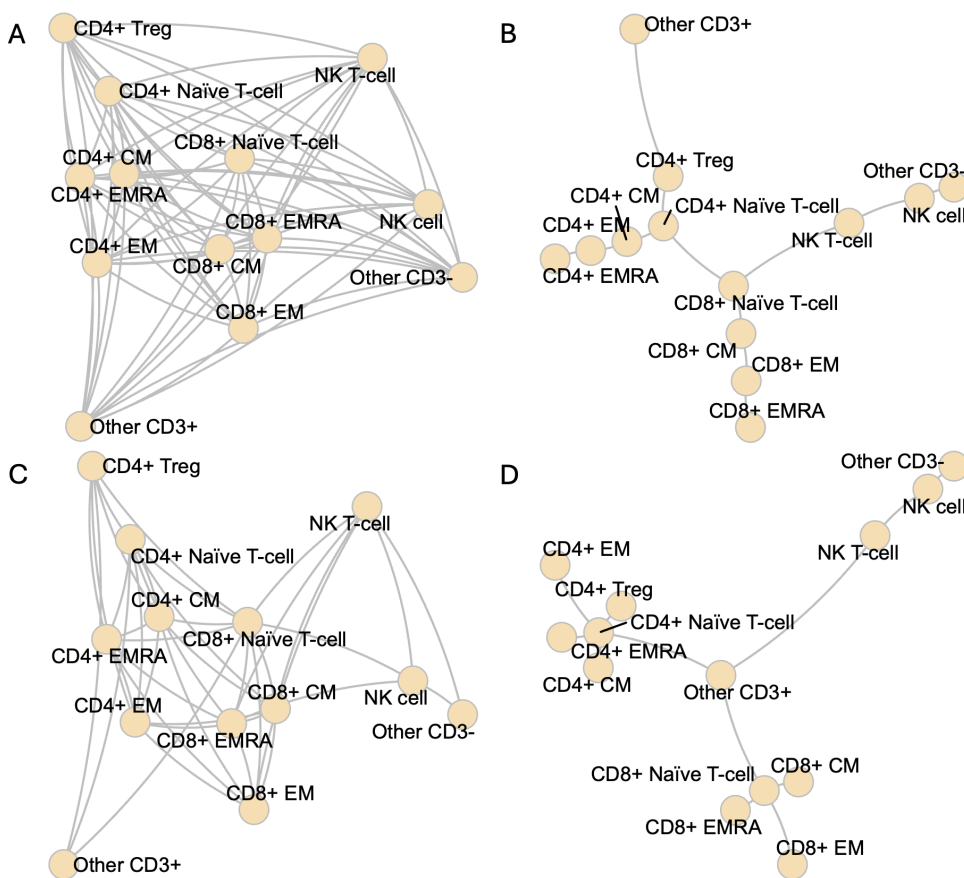 A
CD4+ Treg
NK T-cell
CD4+ Naïve T-cell
CD8+ Naïve T-cell
CD4+ CM
CD4+ EMRA
CD8+ EMRA
NK cell
CD4+ EM
CD8+ CM
Other CD3-
CD8+ EM
Other CD3+
B
Other CD3+
CD4+ Treg
Other CD3-
CD4+ CM
CD4+ Naïve T-cell
NK cell
CD4+ EM
NK T-cell
CD4+ EMRA
CD8+ Naïve T-cell
CD8+ CM
CD8+ EM
CD8+ EMRA
C
CD4+ Treg
NK T-cell
CD4+ Naïve T-cell
CD4+ CM
CD8+ Naïve T-cell
CD4+ EMRA
CD8+ CM
NK cell
CD4+ EM
Other CD3-
CD8+ EMRA
CD8+ EM
Other CD3+
D
Other CD3-
NK cell
CD4+ EM
NK T-cell
CD4+ Treg
CD4+ Naïve T-cell
CD4+ EMRA
CD4+ CM
Other CD3+
CD8+ Naïve T-cell
CD8+ CM
CD8+ EMRA
CD8+ EM